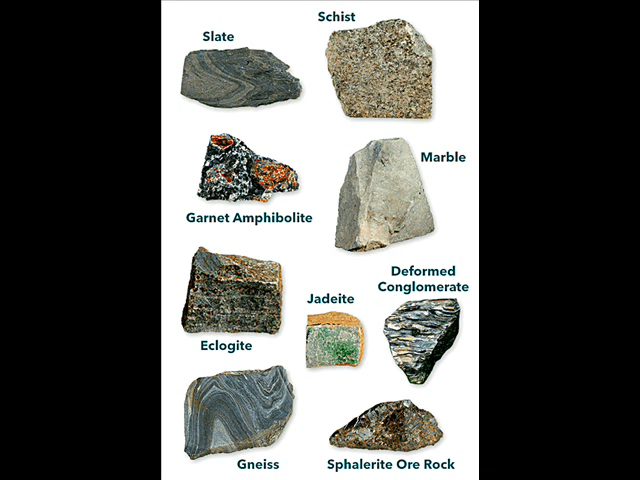 Schist
Slate
Marble
Garnet Amphibolite
Deformed
Conglomerate
Jadeite
Eclogite
Gneiss
Sphalerite Ore Rock